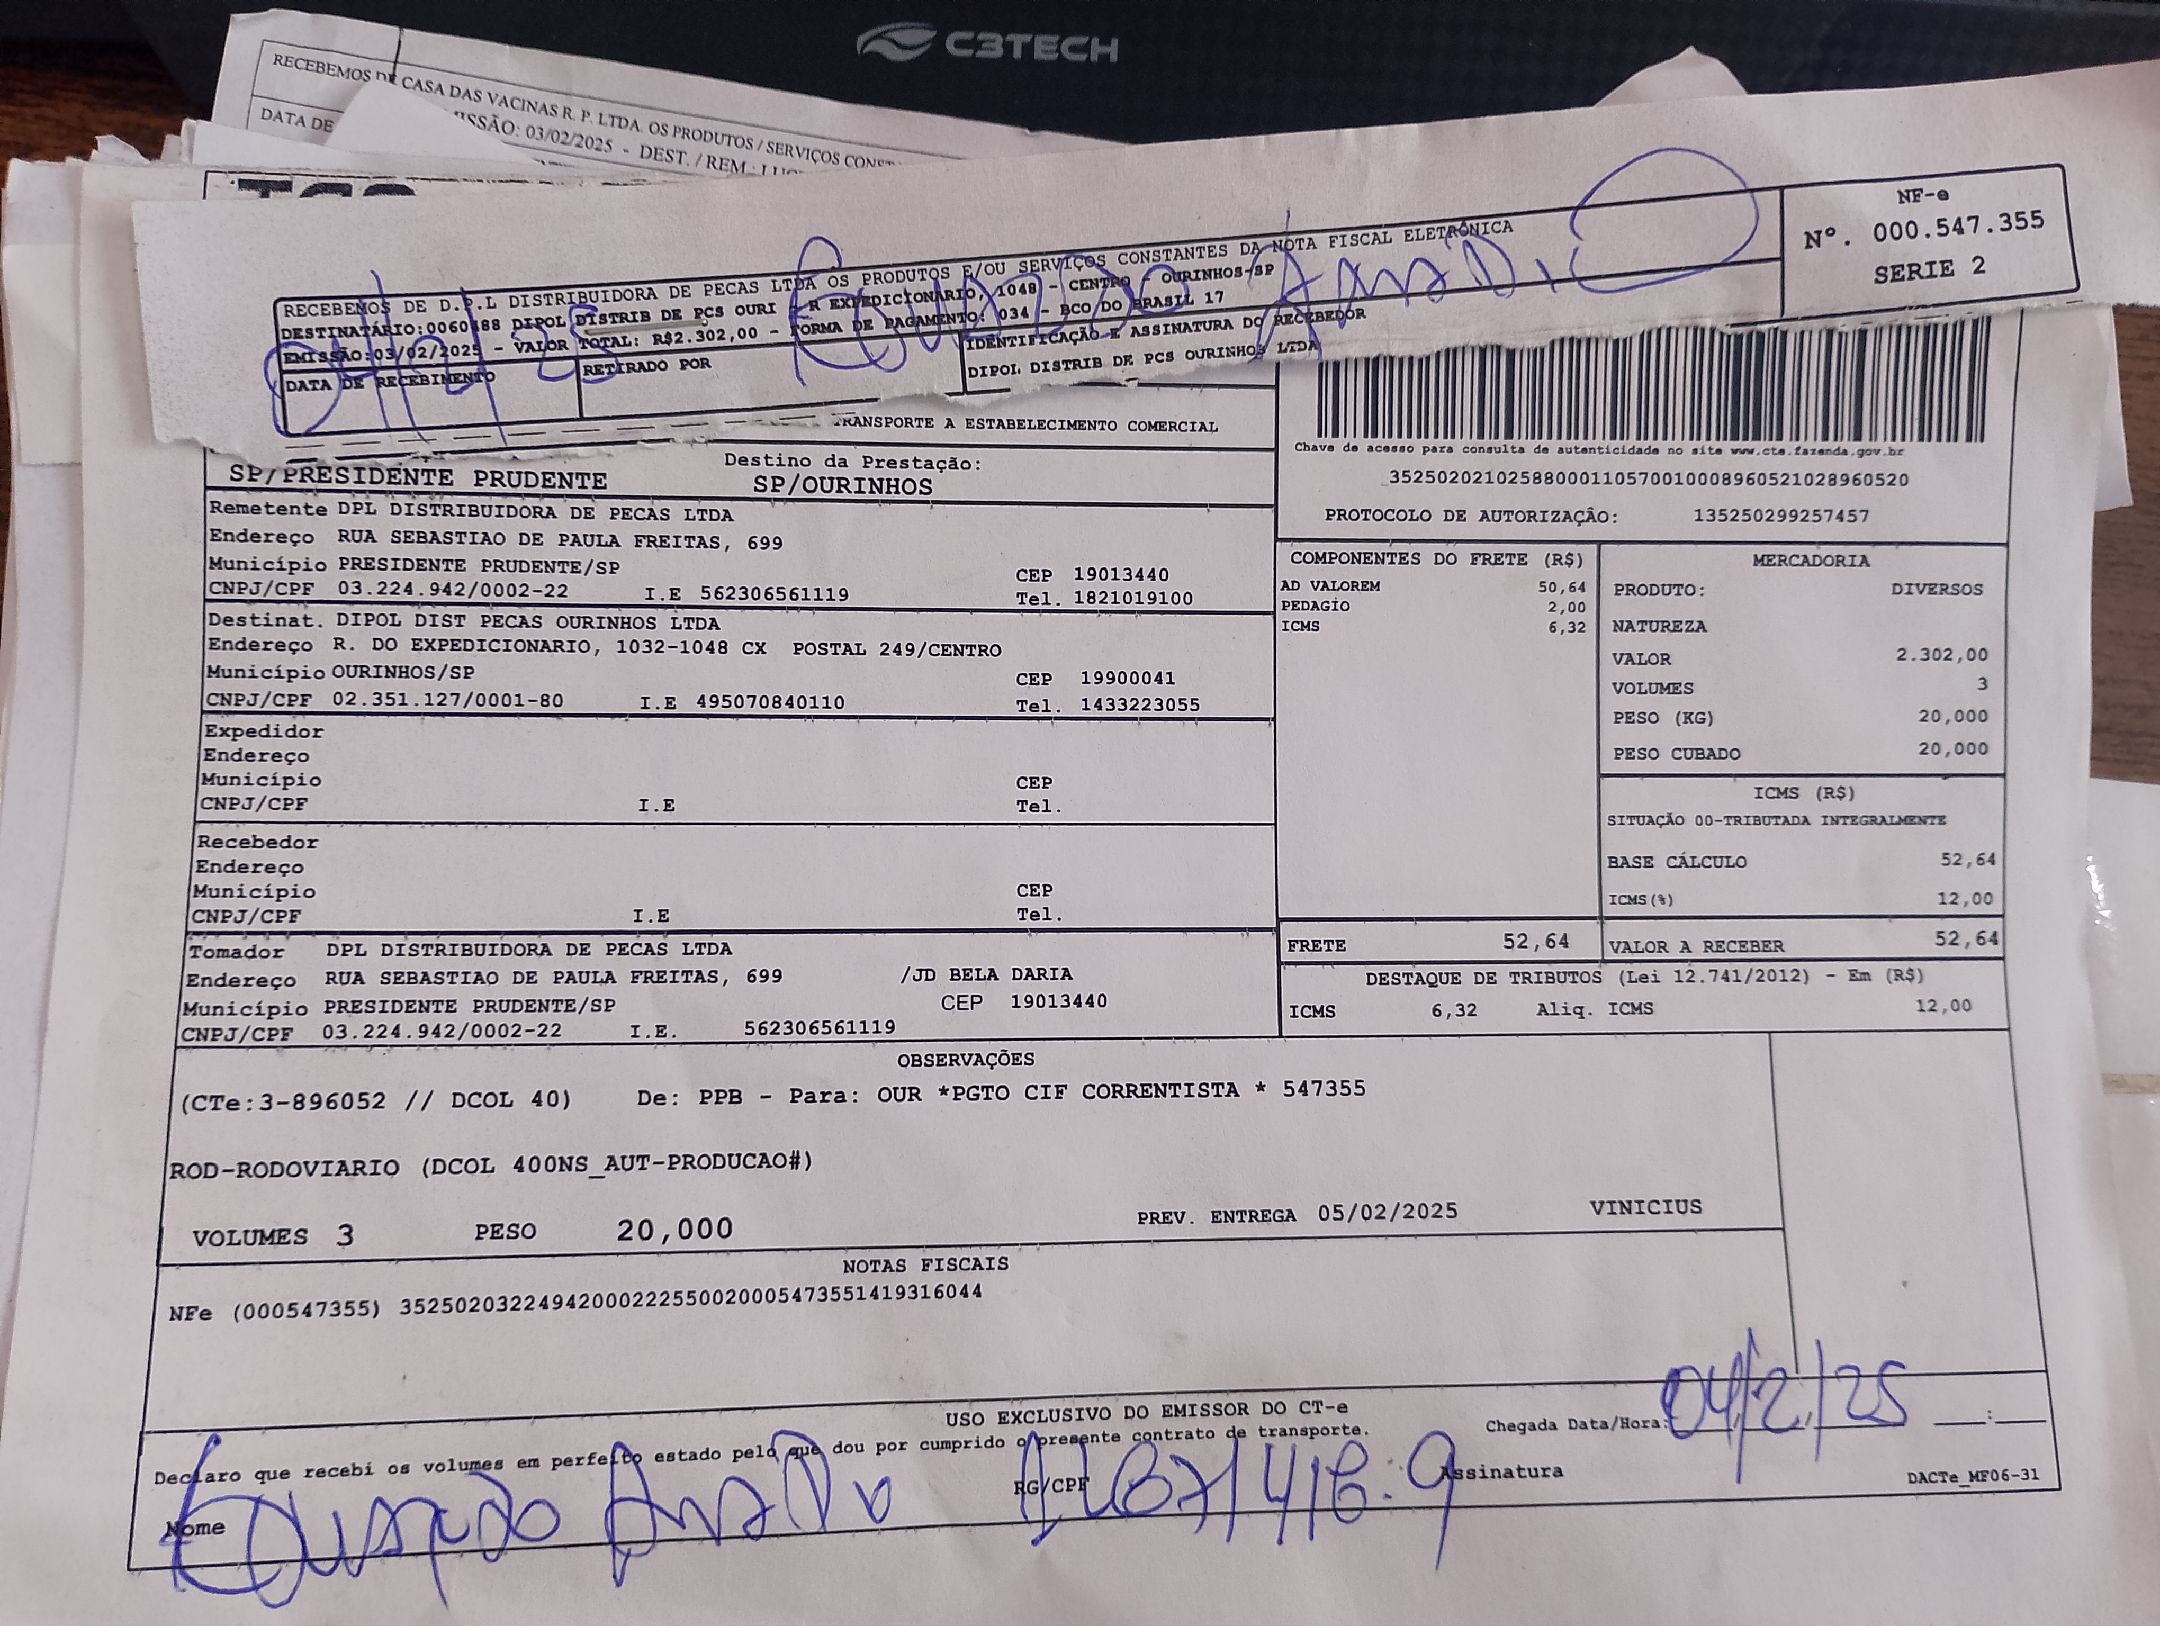 C3TECH
RECEBEMOS DE CASA DAS VACINAS R. P. LTDA. OS PRODUTOS / SERVIÇOS
DATA DE ISSÃO: 03/02/2025 - DEST. / REM.:
NF-e
Nº. 000.547.355
SERIE 2
RECEBEMOS DE D.P.L DISTRIBUIDORA DE PECAS LTDA OS PRODUTOS E/OU SERVIÇOS CONSTANTES DA NOTA FISCAL ELETRÔNICA
DESTINATÁRIO:0060488 DIPOL DISTRIB DE PCS OURI - R EXPEDICIONARIO, 1048 - CENTRO - OURINHOS-SP
EMISSÃO:03/02/2025 - VALOR TOTAL: R$2.302,00 - FORMA DE PAGAMENTO: 034 - BCO DO BRASIL 17
DATA DE RECEBIMENTO
RETIRADO POR
IDENTIFICAÇÃO E ASSINATURA DO RECEBEDOR
DIPOL DISTRIB DE PCS OURINHOS LTDA
TRANSPORTE A ESTABELECIMENTO COMERCIAL
SP/PRESIDENTE PRUDENTE
Destino da Prestação:
SP/OURINHOS
Chave de acesso para consulta de autenticidade no site www.cte.fazenda.gov.br
35250202102588000110570010008960521028960520
PROTOCOLO DE AUTORIZAÇÃO: 135250299257457
Remetente DPL DISTRIBUIDORA DE PECAS LTDA
Endereço RUA SEBASTIAO DE PAULA FREITAS, 699
Município PRESIDENTE PRUDENTE/SP CEP 19013440
CNPJ/CPF 03.224.942/0002-22 I.E 562306561119 Tel. 1821019100
Destinat. DIPOL DIST PECAS OURINHOS LTDA
Endereço R. DO EXPEDICIONARIO, 1032-1048 CX POSTAL 249/CENTRO
Município OURINHOS/SP CEP 19900041
CNPJ/CPF 02.351.127/0001-80 I.E 495070840110 Tel. 1433223055
Expedidor
Endereço
Município CEP
CNPJ/CPF I.E Tel.
Recebedor
Endereço
Município CEP
CNPJ/CPF I.E Tel.
Tomador DPL DISTRIBUIDORA DE PECAS LTDA
Endereço RUA SEBASTIAO DE PAULA FREITAS, 699 /JD BELA DARIA
Município PRESIDENTE PRUDENTE/SP CEP 19013440
CNPJ/CPF 03.224.942/0002-22 I.E. 562306561119
COMPONENTES DO FRETE (R$)
AD VALOREM 50,64
PEDAGIO 2,00
ICMS 6,32
FRETE 52,64
MERCADORIA
PRODUTO: DIVERSOS
NATUREZA
VALOR 2.302,00
VOLUMES 3
PESO (KG) 20,000
PESO CUBADO 20,000
ICMS (R$)
SITUAÇÃO 00-TRIBUTADA INTEGRALMENTE
BASE CÁLCULO 52,64
ICMS(%) 12,00
VALOR A RECEBER 52,64
DESTAQUE DE TRIBUTOS (Lei 12.741/2012) - Em (R$)
ICMS 6,32 Aliq. ICMS 12,00
OBSERVAÇÕES
(CTe:3-896052 // DCOL 40) De: PPB - Para: OUR *PGTO CIF CORRENTISTA * 547355
ROD-RODOVIARIO (DCOL 400NS_AUT-PRODUCAO#)
VOLUMES 3 PESO 20,000 PREV. ENTREGA 05/02/2025 VINICIUS
NOTAS FISCAIS
NFe (000547355) 35250203224942000222550020005473551419316044
USO EXCLUSIVO DO EMISSOR DO CT-e
Declaro que recebi os volumes em perfeito estado pelo que dou por cumprido o presente contrato de transporte.
Chegada Data/Hora: 04/2/25 ___:___
Nome
RG/CPF
Assinatura
DACTe_MF06-31